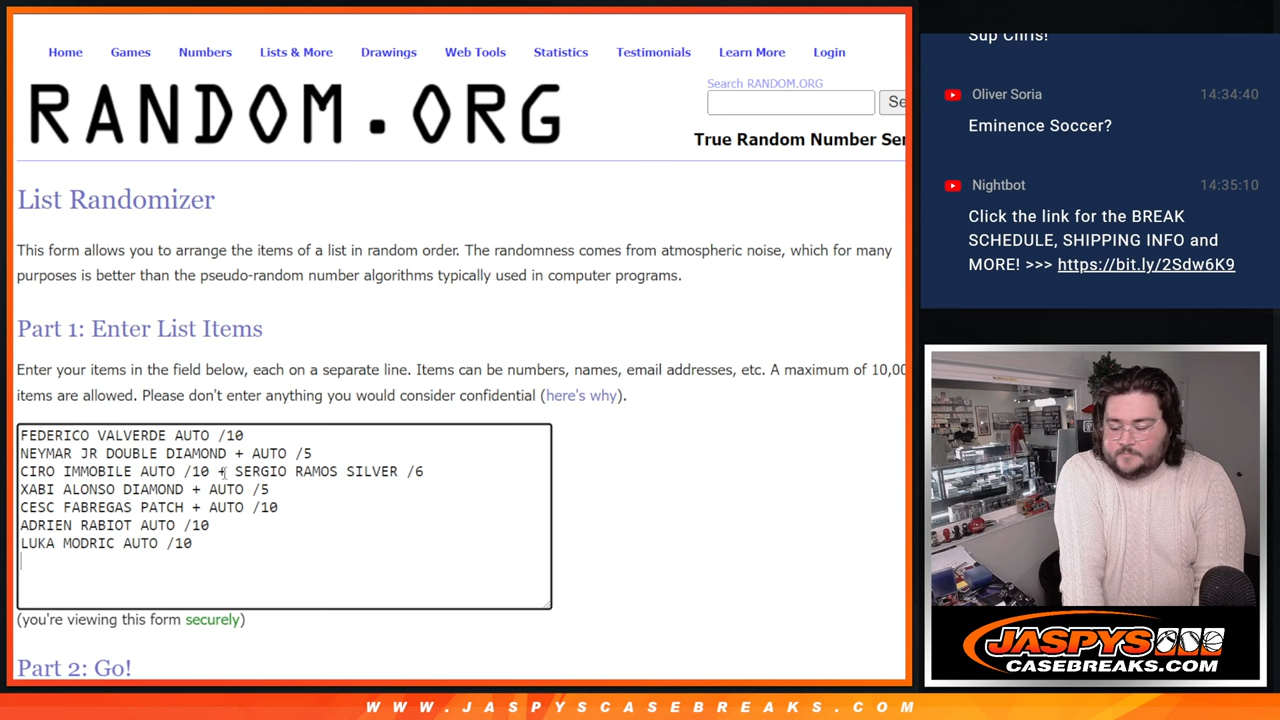 Home Games Numbers Lists & More Drawings Web Tools Statistics Testimonials Learn More Login
RANDOM.ORG
Search RANDOM.ORG
Se
True Random Number Ser
List Randomizer
This form allows you to arrange the items of a list in random order. The randomness comes from atmospheric noise, which for many
purposes is better than the pseudo-random number algorithms typically used in computer programs.
Part 1: Enter List Items
Enter your items in the field below, each on a separate line. Items can be numbers, names, email addresses, etc. A maximum of 10,00
items are allowed. Please don't enter anything you would consider confidential (here's why).
FEDERICO VALVERDE AUTO /10
NEYMAR JR DOUBLE DIAMOND + AUTO /5
CIRO IMMOBILE AUTO /10 + SERGIO RAMOS SILVER /6
XABI ALONSO DIAMOND + AUTO /5
CESC FABREGAS PATCH + AUTO /10
ADRIEN RABIOT AUTO /10
LUKA MODRIC AUTO /10
(you're viewing this form securely)
Part 2: Go!
Sup Chris!
Oliver Soria 14:34:40
Eminence Soccer?
Nightbot 14:35:10
Click the link for the BREAK
SCHEDULE, SHIPPING INFO and
MORE! >>> https://bit.ly/2Sdw6K9
JASPYS
CASEBREAKS.COM
WWW.JASPYSCASEBREAKS.COM